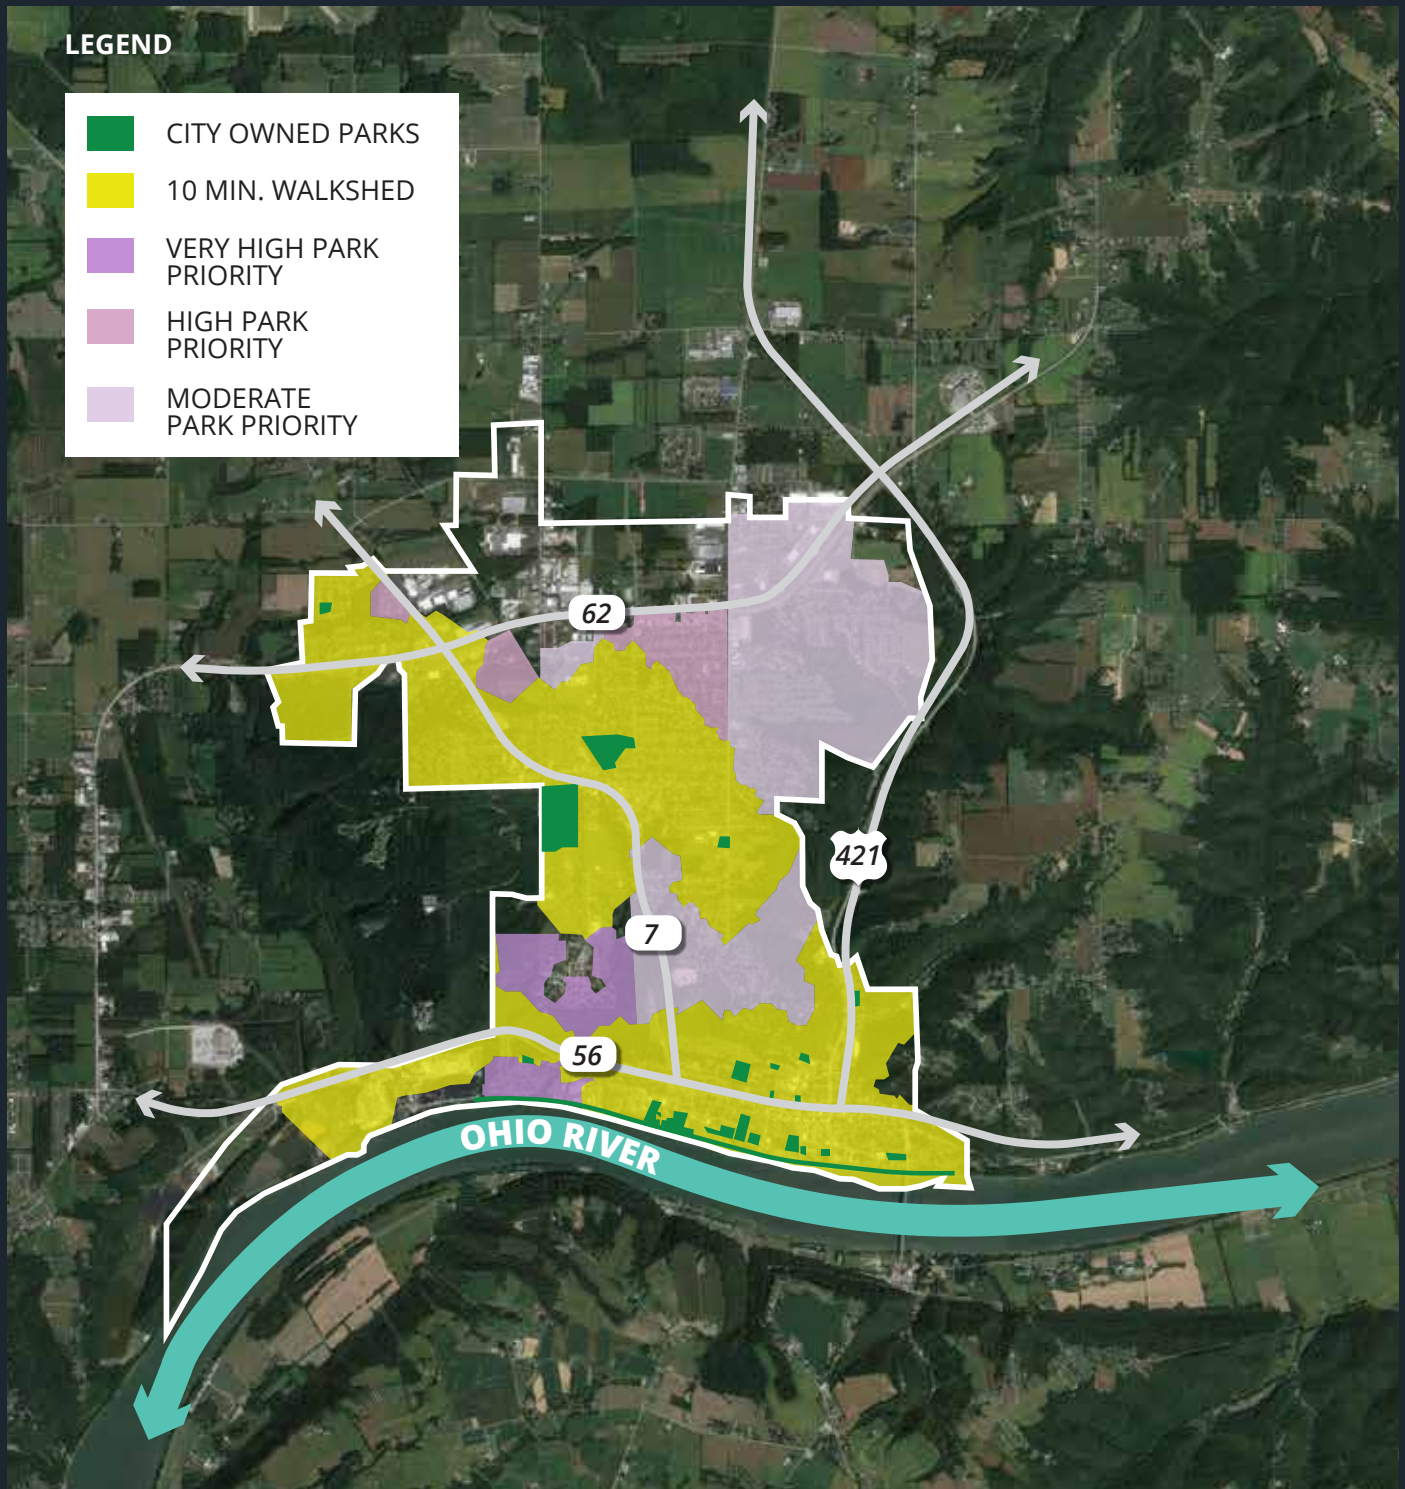 LEGEND
CITY OWNED PARKS
10 MIN. WALKSHED
VERY HIGH PARK
PRIORITY
HIGH PARK
PRIORITY
MODERATE
PARK PRIORITY
62
421
7
56
OHIO RIVER